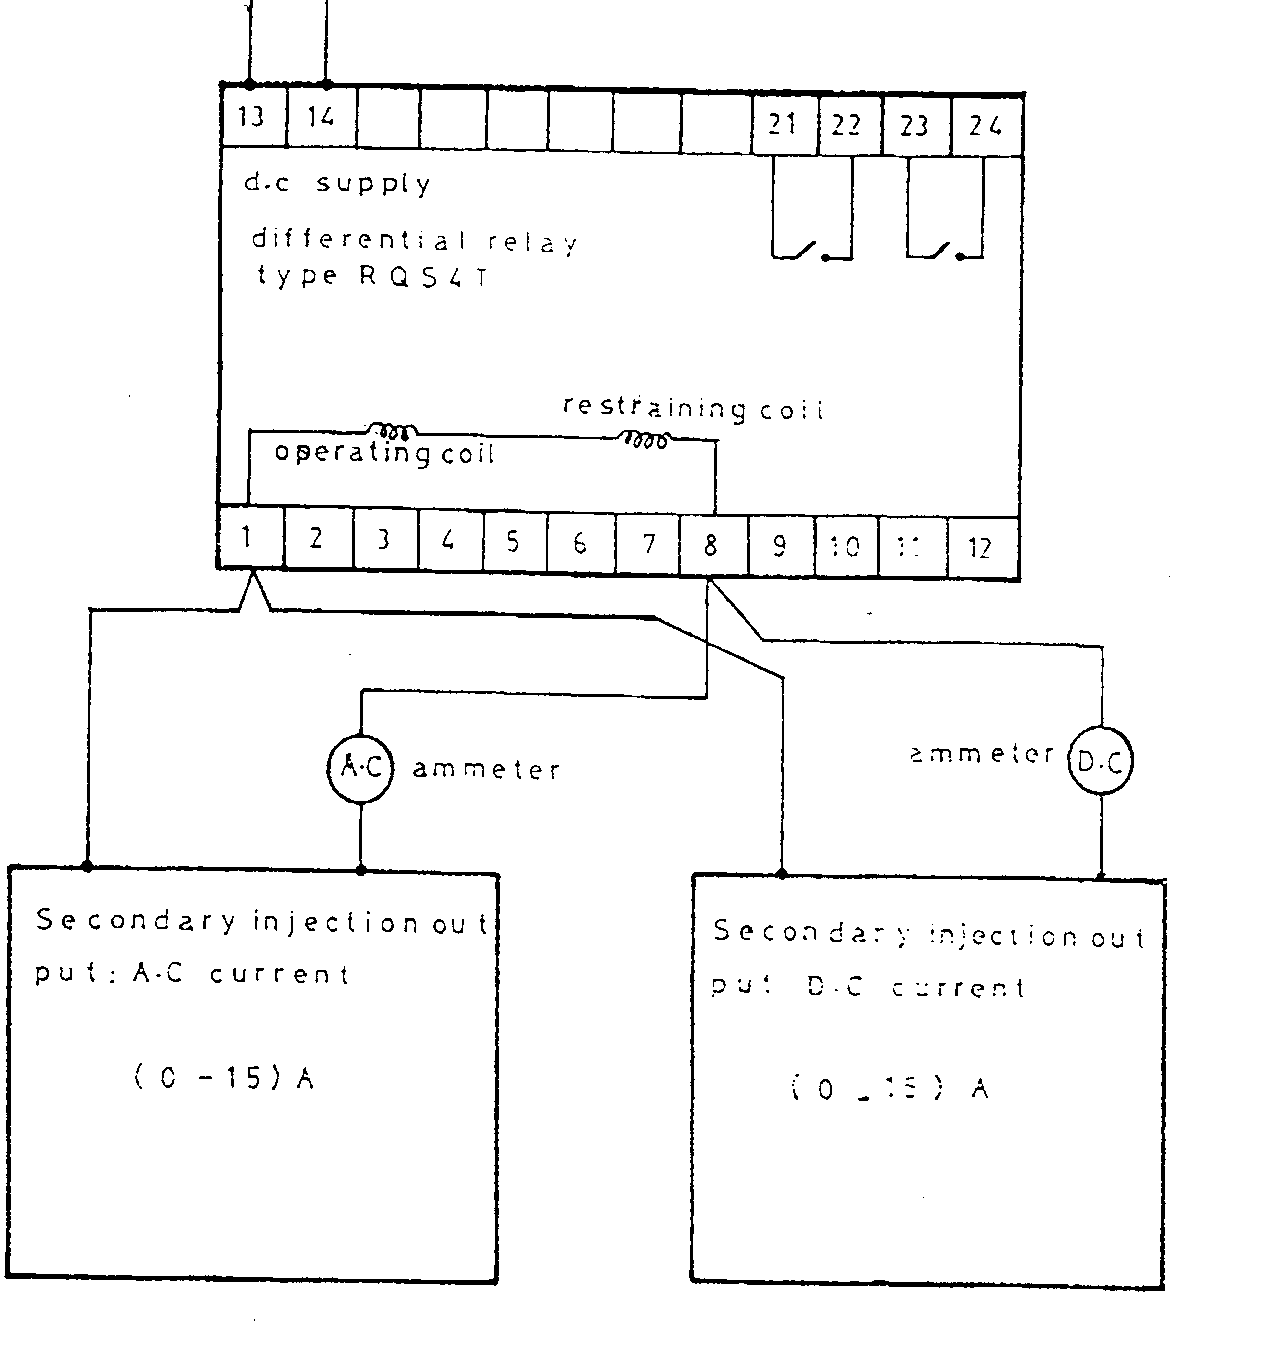 13 14 21 22 23 24
d.c supply
differential relay
type RQS4T
restraining coil
operating coil
1 2 3 4 5 6 7 8 9 10 11 12
A.C ammeter
ammeter D.C
Secondary injection out
put: A.C current
(0 -15) A
Secondary injection out
put D.C current
(0 _ 15) A